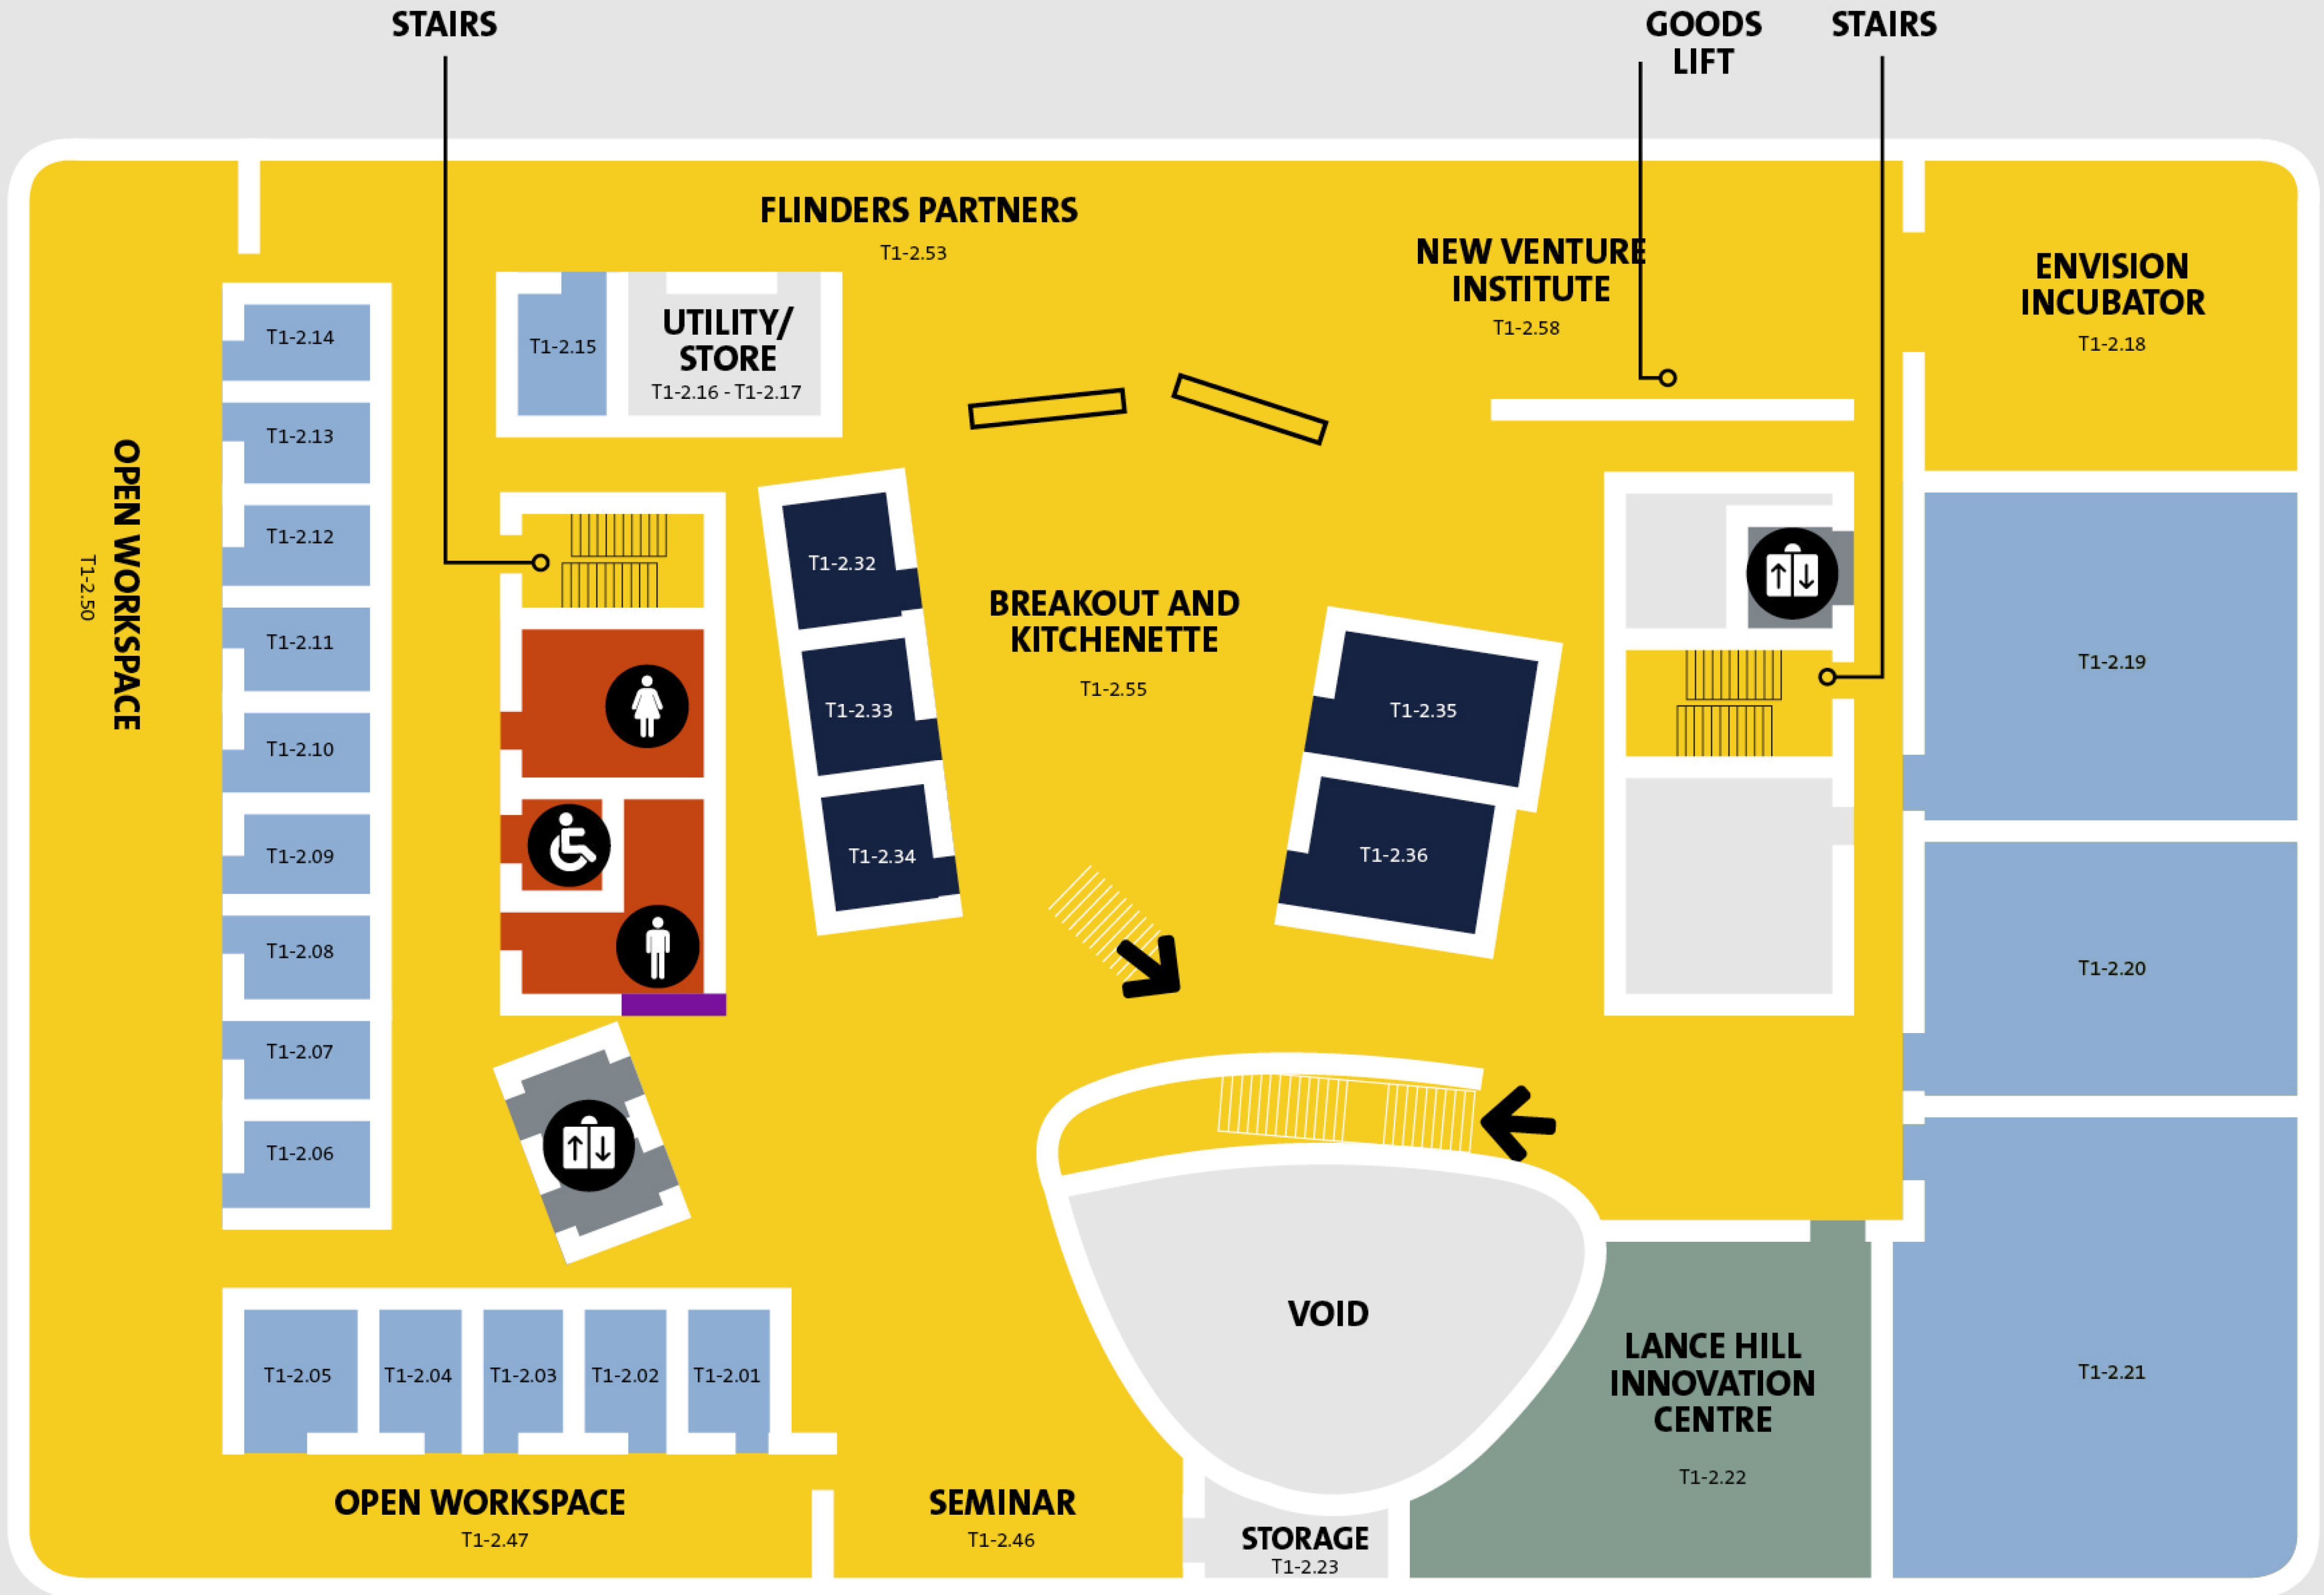 STAIRS
GOODS
LIFT
STAIRS
FLINDERS PARTNERS
T1-2.53
NEW VENTURE
INSTITUTE
T1-2.58
ENVISION
INCUBATOR
T1-2.18
T1-2.14
T1-2.15
UTILITY/
STORE
T1-2.16 - T1-2.17
T1-2.13
OPEN WORKSPACE
T1-2.50
T1-2.12
T1-2.11
T1-2.10
T1-2.09
T1-2.08
T1-2.07
T1-2.06
T1-2.32
T1-2.33
T1-2.34
BREAKOUT AND
KITCHENETTE
T1-2.55
T1-2.35
T1-2.36
T1-2.19
T1-2.20
T1-2.21
VOID
LANCE HILL
INNOVATION
CENTRE
T1-2.22
T1-2.05
T1-2.04
T1-2.03
T1-2.02
T1-2.01
OPEN WORKSPACE
T1-2.47
SEMINAR
T1-2.46
STORAGE
T1-2.23